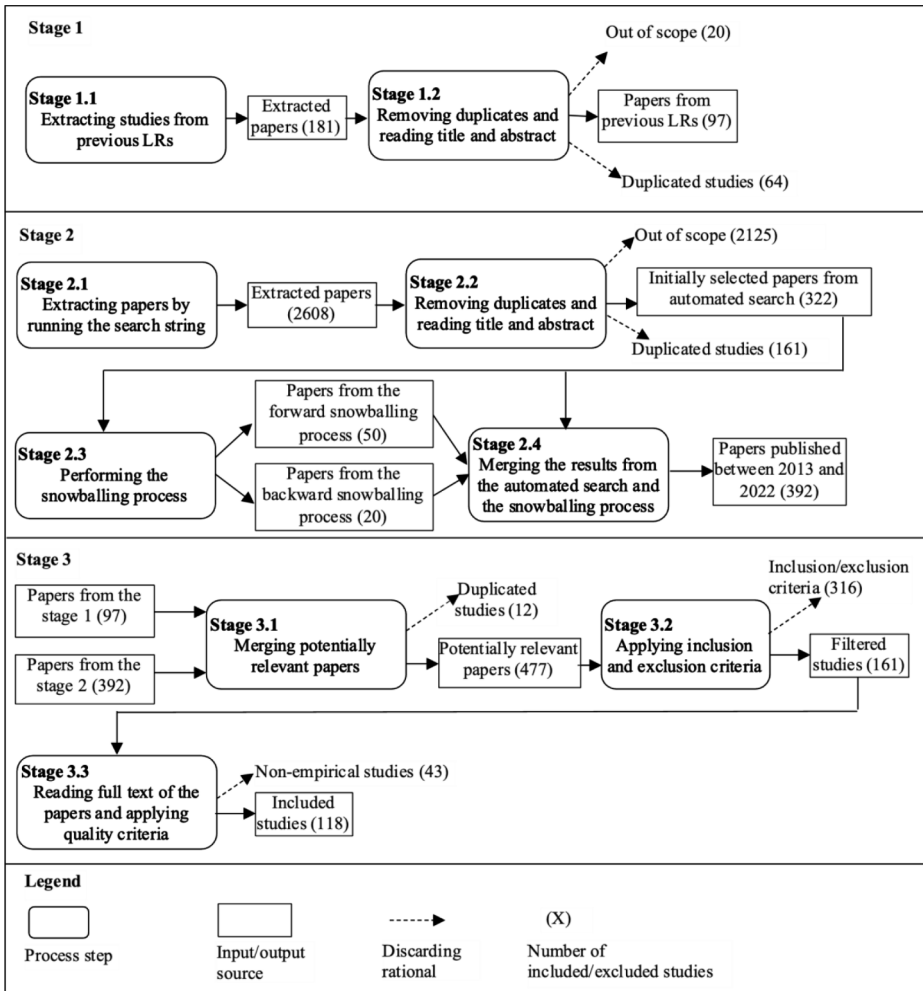 Stage 1
Out of scope (20)
Stage 1.1
Extracting studies from
previous LRs
Extracted
papers (181)
Stage 1.2
Removing duplicates and
reading title and abstract
Papers from
previous LRs (97)
Duplicated studies (64)
Stage 2
Out of scope (2125)
Stage 2.1
Extracting papers by
running the search string
Extracted papers
(2608)
Stage 2.2
Removing duplicates and
reading title and abstract
Initially selected papers from
automated search (322)
Duplicated studies (161)
Stage 2.3
Performing the
snowballing process
Papers from the
forward snowballing
process (50)
Papers from the
backward snowballing
process (20)
Stage 2.4
Merging the results from
the automated search and
the snowballing process
Papers published
between 2013 and
2022 (392)
Stage 3
Papers from the
stage 1 (97)
Papers from the
stage 2 (392)
Stage 3.1
Merging potentially
relevant papers
Duplicated
studies (12)
Potentially relevant
papers (477)
Stage 3.2
Applying inclusion
and exclusion criteria
Inclusion/exclusion
criteria (316)
Filtered
studies (161)
Stage 3.3
Reading full text of the
papers and applying
quality criteria
Non-empirical studies (43)
Included
studies (118)
Legend
Process step
Input/output
source
Discarding
rational
(X)
Number of
included/excluded studies